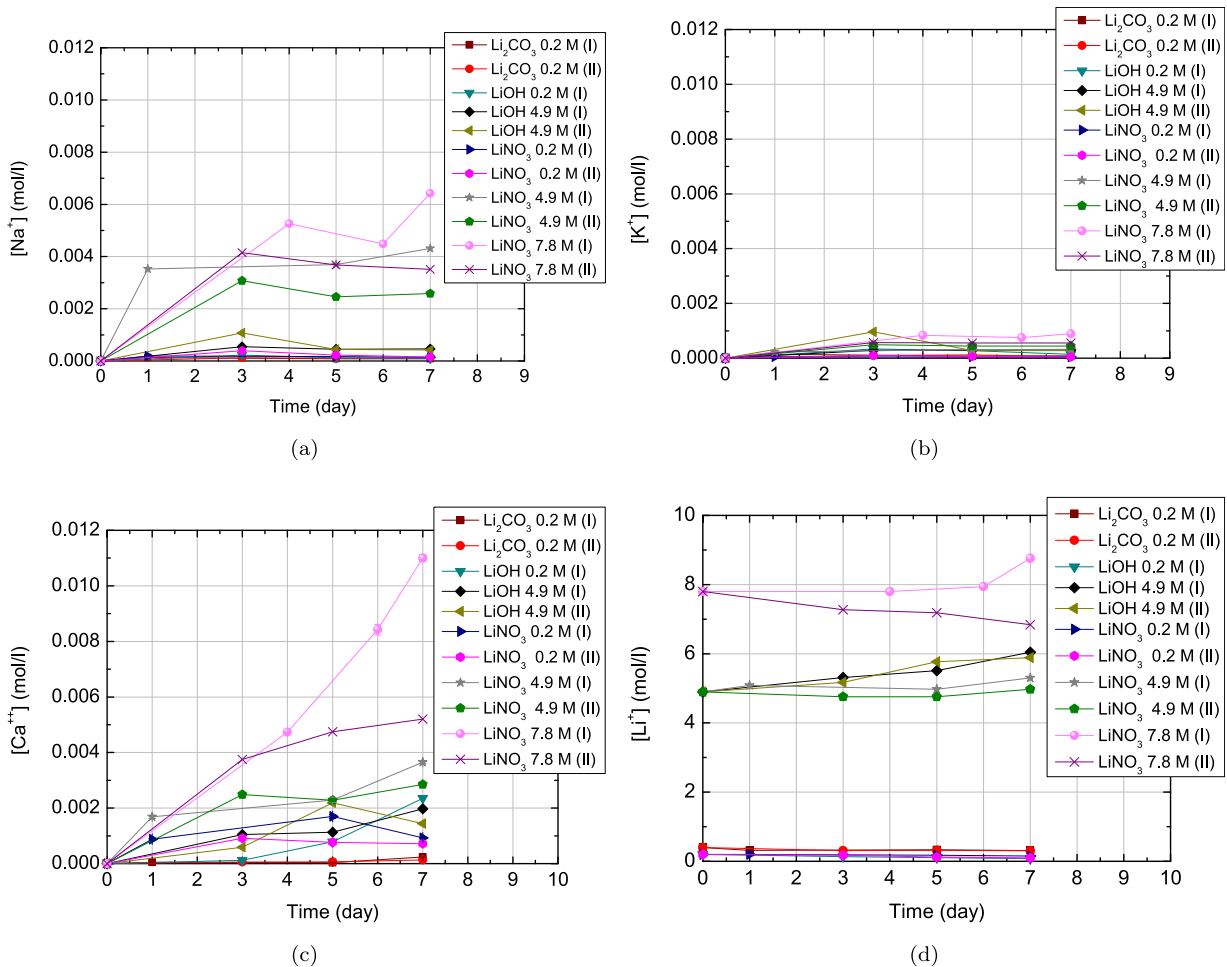 0.012
0.010
0.008
0.006
0.004
0.002
0.000
[Na⁺] (mol/l)
0 1 2 3 4 5 6 7 8 9
Time (day)
Li₂CO₃ 0.2 M (I)
Li₂CO₃ 0.2 M (II)
LiOH 0.2 M (I)
LiOH 4.9 M (I)
LiOH 4.9 M (II)
LiNO₃ 0.2 M (I)
LiNO₃ 0.2 M (II)
LiNO₃ 4.9 M (I)
LiNO₃ 4.9 M (II)
LiNO₃ 7.8 M (I)
LiNO₃ 7.8 M (II)
(a)
0.012
0.010
0.008
0.006
0.004
0.002
0.000
[K⁺] (mol/l)
0 1 2 3 4 5 6 7 8 9
Time (day)
Li₂CO₃ 0.2 M (I)
Li₂CO₃ 0.2 M (II)
LiOH 0.2 M (I)
LiOH 4.9 M (I)
LiOH 4.9 M (II)
LiNO₃ 0.2 M (I)
LiNO₃ 0.2 M (II)
LiNO₃ 4.9 M (I)
LiNO₃ 4.9 M (II)
LiNO₃ 7.8 M (I)
LiNO₃ 7.8 M (II)
(b)
0.012
0.010
0.008
0.006
0.004
0.002
0.000
[Ca⁺⁺] (mol/l)
0 1 2 3 4 5 6 7 8 9 10
Time (day)
Li₂CO₃ 0.2 M (I)
Li₂CO₃ 0.2 M (II)
LiOH 0.2 M (I)
LiOH 4.9 M (I)
LiOH 4.9 M (II)
LiNO₃ 0.2 M (I)
LiNO₃ 0.2 M (II)
LiNO₃ 4.9 M (I)
LiNO₃ 4.9 M (II)
LiNO₃ 7.8 M (I)
LiNO₃ 7.8 M (II)
(c)
10
8
6
4
2
0
[Li⁺] (mol/l)
0 1 2 3 4 5 6 7 8 9 10
Time (day)
Li₂CO₃ 0.2 M (I)
Li₂CO₃ 0.2 M (II)
LiOH 0.2 M (I)
LiOH 4.9 M (I)
LiOH 4.9 M (II)
LiNO₃ 0.2 M (I)
LiNO₃ 0.2 M (II)
LiNO₃ 4.9 M (I)
LiNO₃ 4.9 M (II)
LiNO₃ 7.8 M (I)
LiNO₃ 7.8 M (II)
(d)